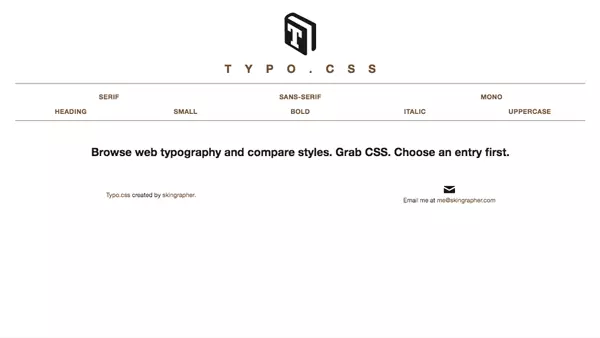 T
TYPO.CSS
SERIF SANS-SERIF MONO
HEADING SMALL BOLD ITALIC UPPERCASE
Browse web typography and compare styles. Grab CSS. Choose an entry first.
Typo.css created by skingrapher.
Email me at me@skingrapher.com